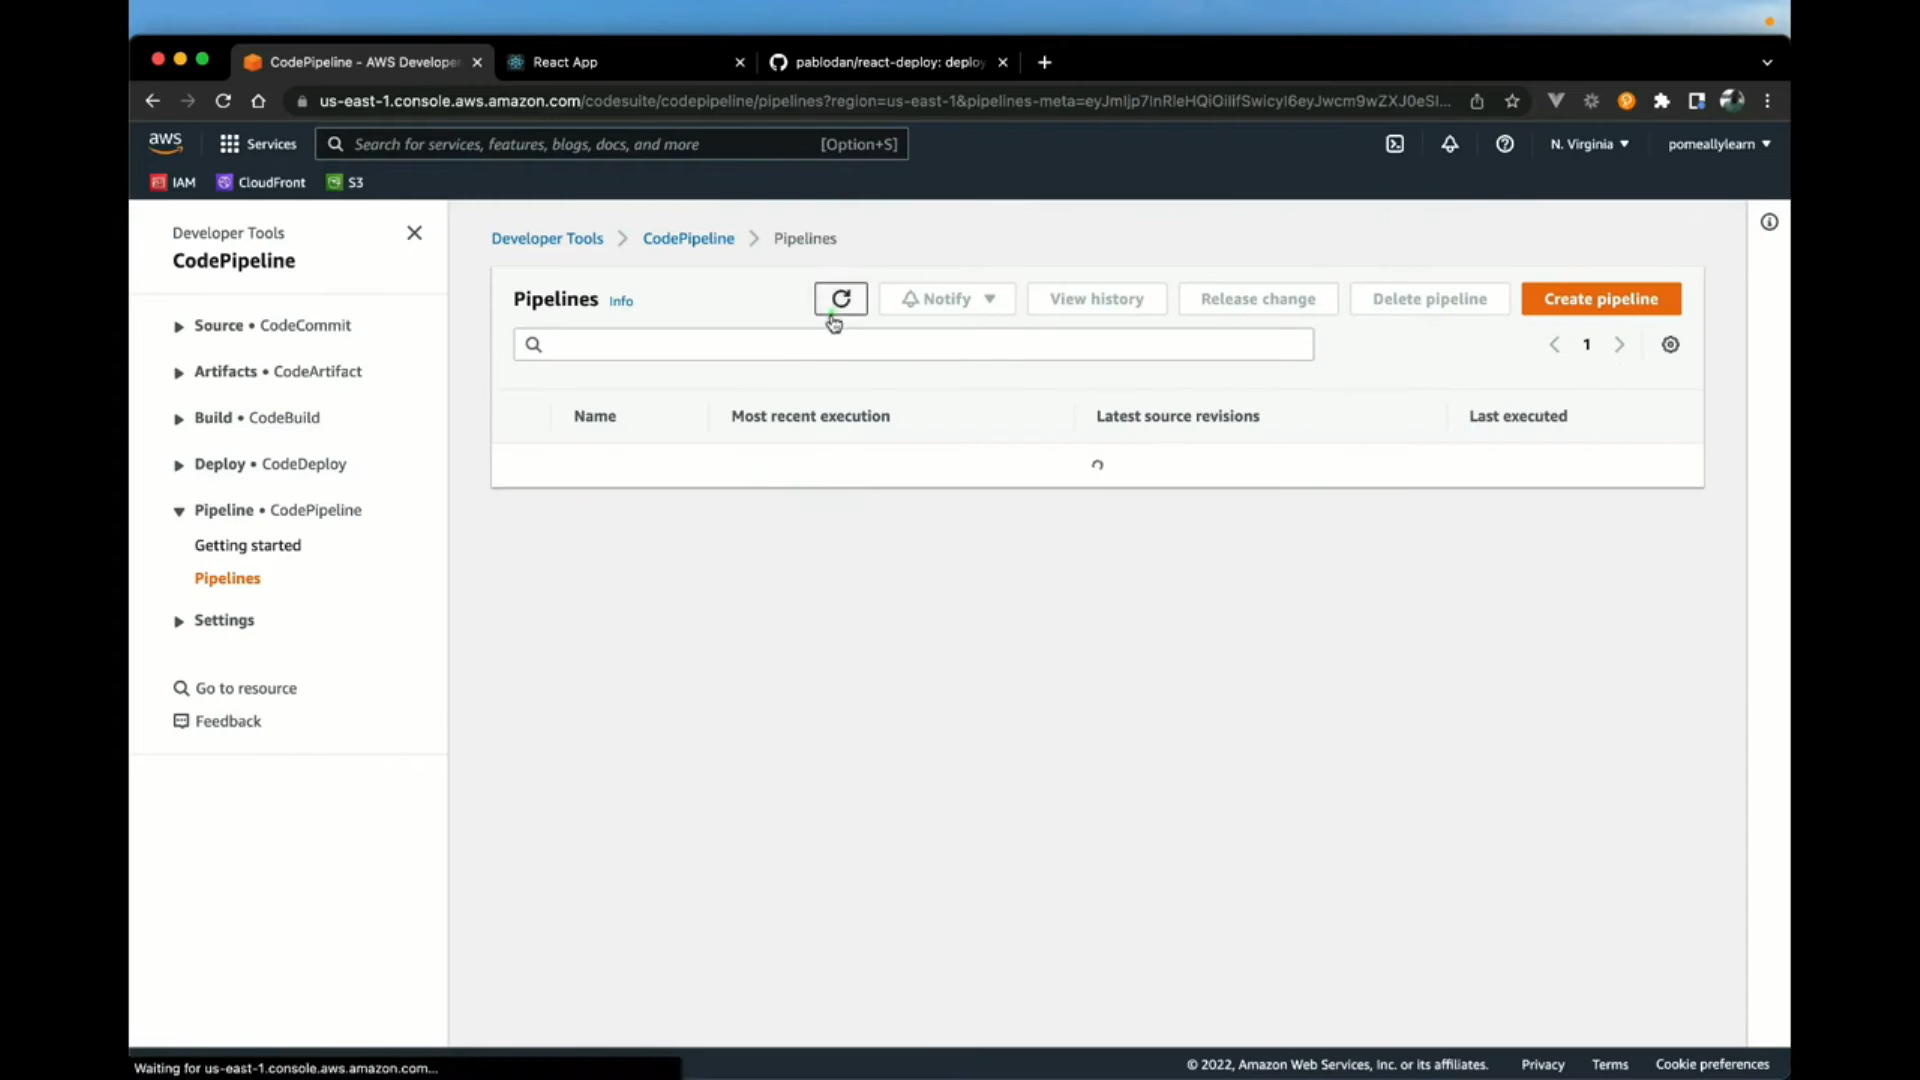 CodePipeline - AWS Develope
React App
pablodan/react-deploy: deploy
us-east-1.console.aws.amazon.com/codesuite/codepipeline/pipelines?region=us-east-1&pipelines-meta=
aws
Services
Search for services, features, blogs, docs, and more
[Option+S]
N. Virginia
pomeallylearn
IAM
CloudFront
S3
Developer Tools
CodePipeline
Source • CodeCommit
Artifacts • CodeArtifact
Build • CodeBuild
Deploy • CodeDeploy
Pipeline • CodePipeline
Getting started
Pipelines
Settings
Go to resource
Feedback
Developer Tools > CodePipeline > Pipelines
Pipelines Info
Notify
View history
Release change
Delete pipeline
Create pipeline
1
Name
Most recent execution
Latest source revisions
Last executed
Waiting for us-east-1.console.aws.amazon.com...
© 2022, Amazon Web Services, Inc. or its affiliates.
Privacy
Terms
Cookie preferences